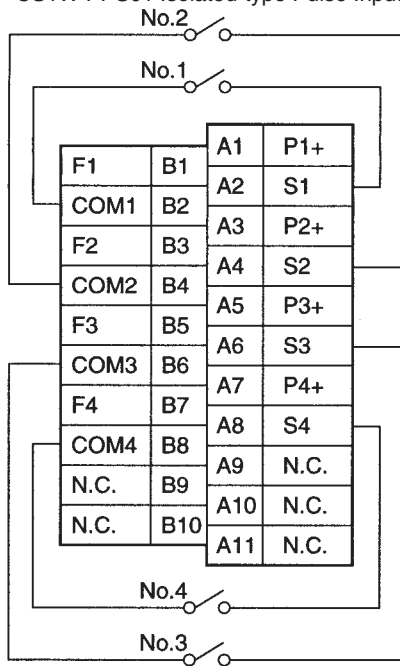 Isolated-type Pulse Input
No.2
No.1
F1 B1
COM1 B2
F2 B3
COM2 B4
F3 B5
COM3 B6
F4 B7
COM4 B8
N.C. B9
N.C. B10
A1 P1+
A2 S1
A3 P2+
A4 S2
A5 P3+
A6 S3
A7 P4+
A8 S4
A9 N.C.
A10 N.C.
A11 N.C.
No.4
No.3